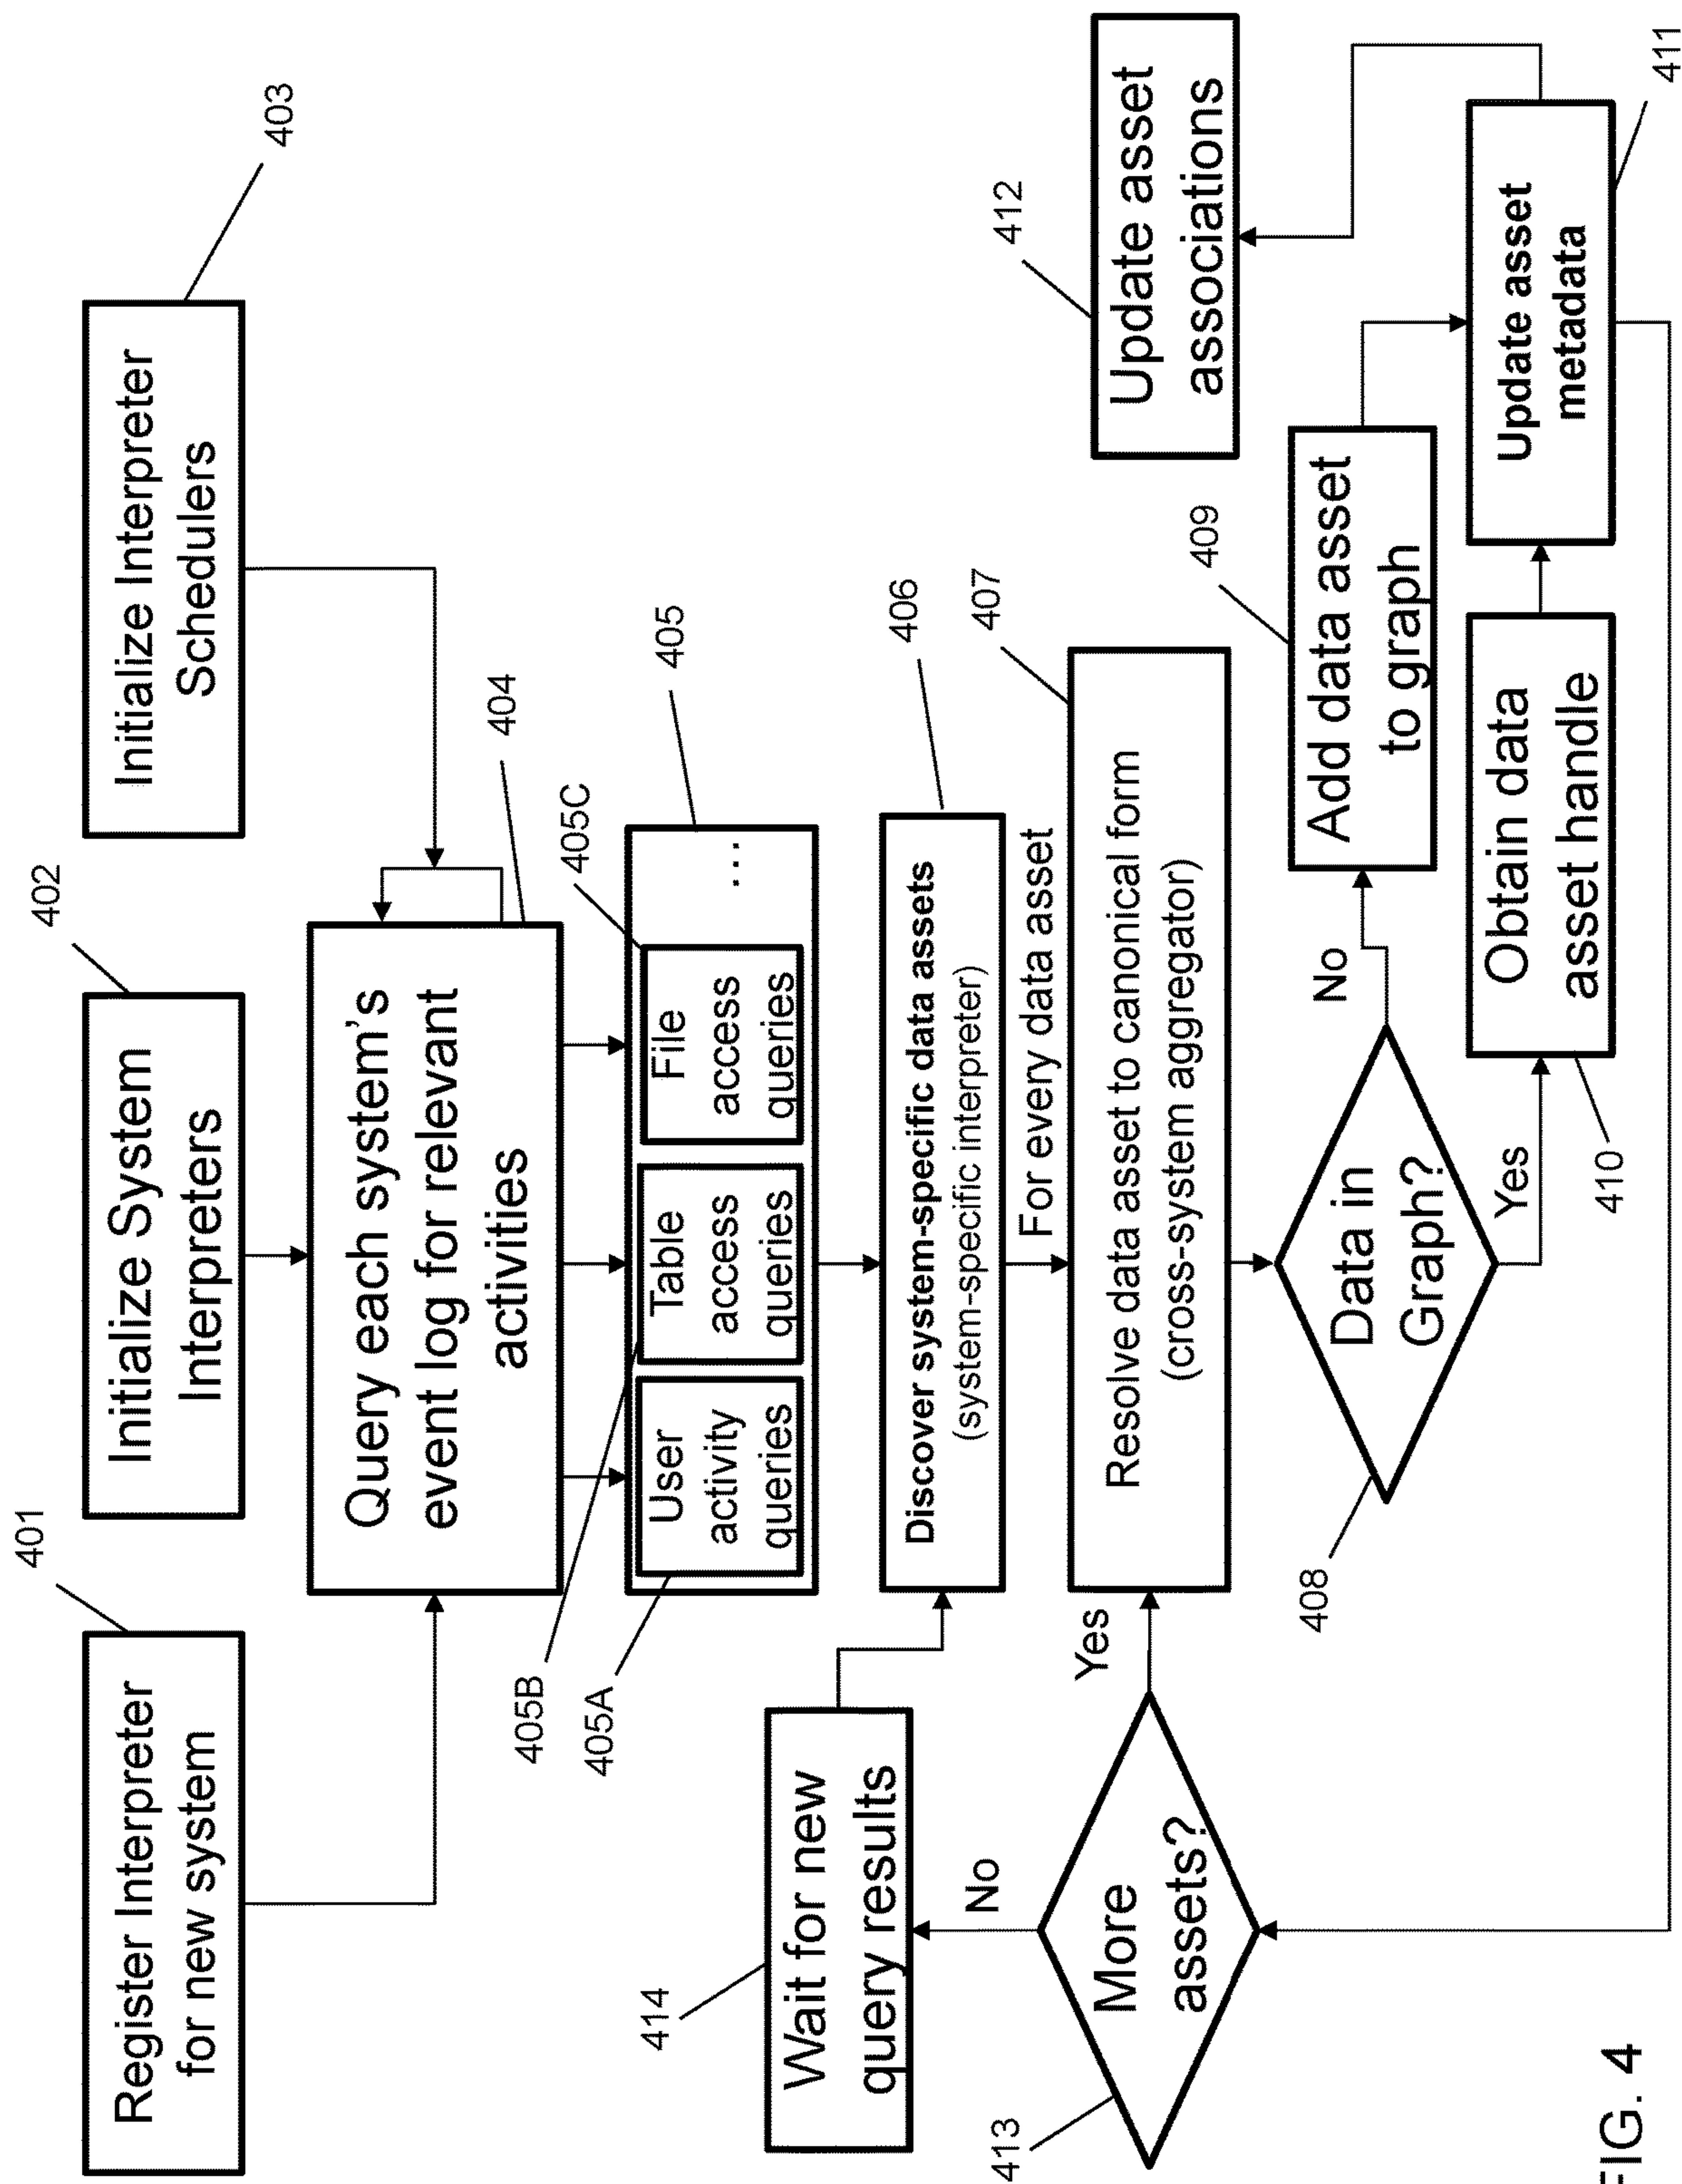 401
Register Interpreter
for new system
402
Initialize System
Interpreters
403
Initialize Interpreter
Schedulers
404
Query each system's
event log for relevant
activities
405
405A
User
activity
queries
405B
Table
access
queries
405C
File
access
queries
...
406
Discover system-specific data assets
(system-specific interpreter)
For every data asset
407
Resolve data asset to canonical form
(cross-system aggregator)
408
Data in
Graph?
No
Yes
409
Add data asset
to graph
410
Obtain data
asset handle
411
Update asset
metadata
412
Update asset
associations
413
More
assets?
Yes
No
414
Wait for new
query results
FIG. 4